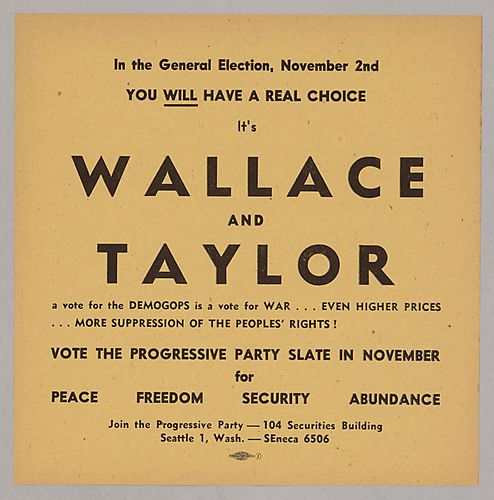 In the General Election, November 2nd
YOU WILL HAVE A REAL CHOICE
It's
WALLACE
AND
TAYLOR
a vote for the DEMOGOPS is a vote for WAR . . . EVEN HIGHER PRICES
. . . MORE SUPPRESSION OF THE PEOPLES' RIGHTS !
VOTE THE PROGRESSIVE PARTY SLATE IN NOVEMBER
for
PEACE FREEDOM SECURITY ABUNDANCE
Join the Progressive Party — 104 Securities Building
Seattle 1, Wash. — SEneca 6506